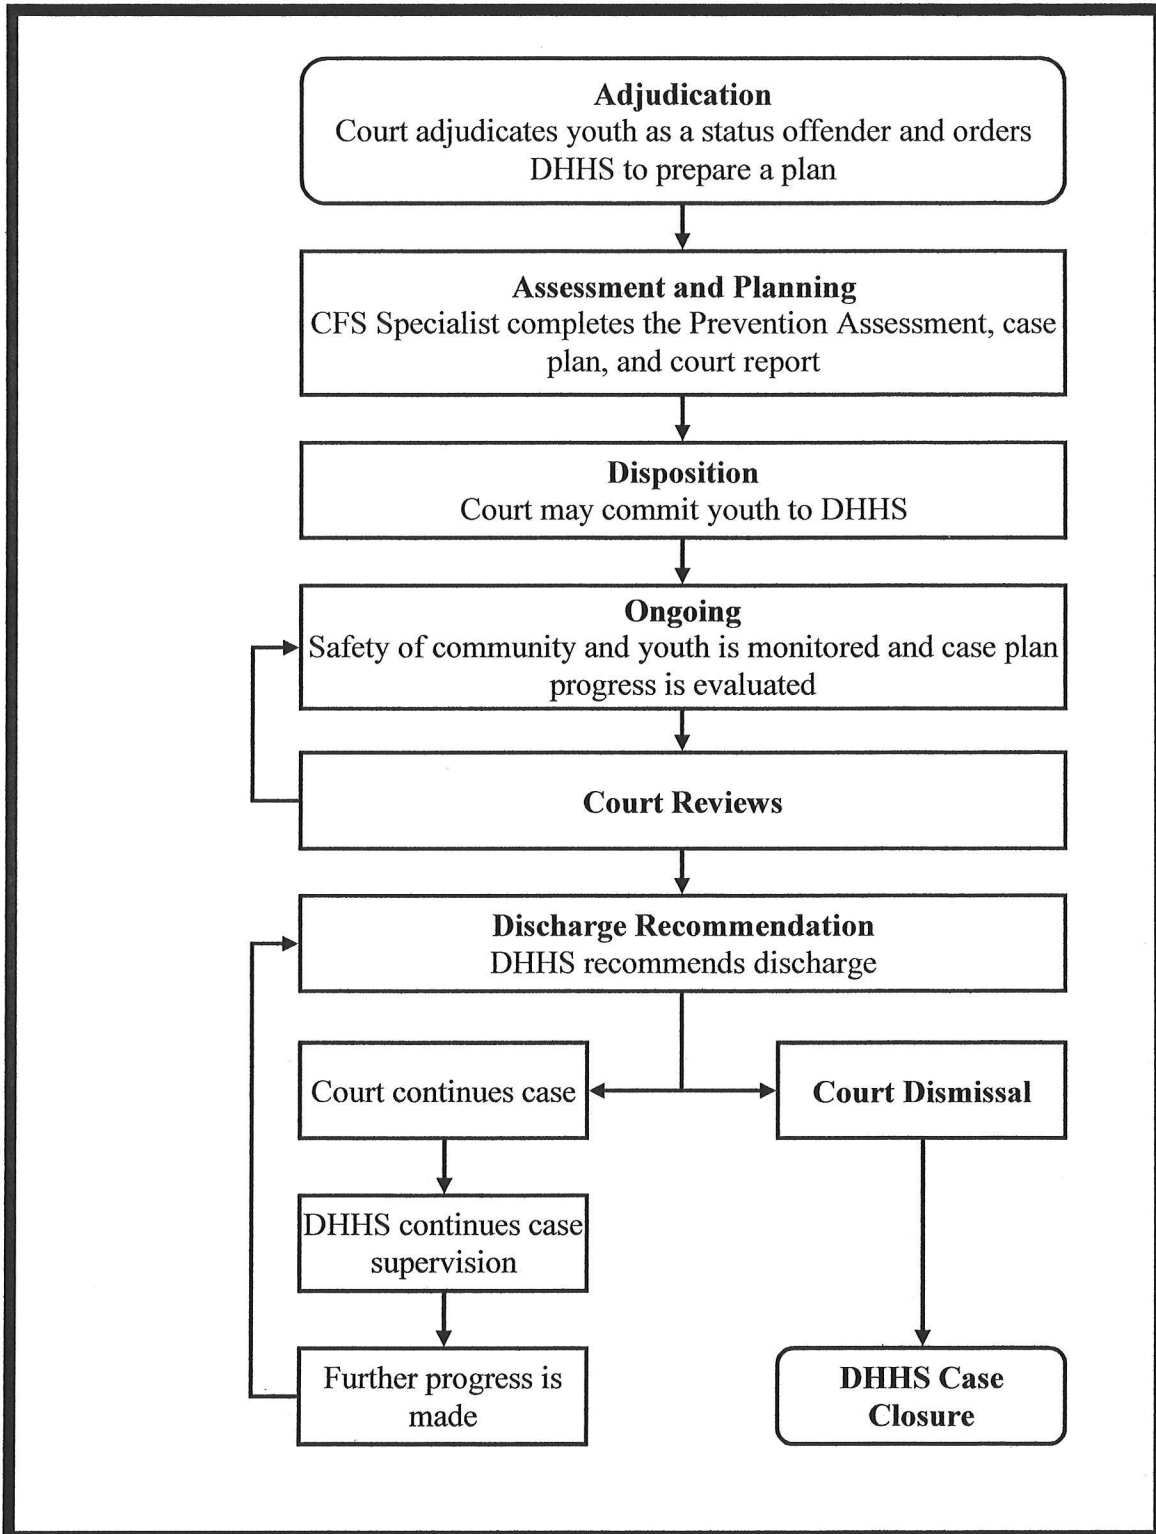 Adjudication
Court adjudicates youth as a status offender and orders
DHHS to prepare a plan
Assessment and Planning
CFS Specialist completes the Prevention Assessment, case
plan, and court report
Disposition
Court may commit youth to DHHS
Ongoing
Safety of community and youth is monitored and case plan
progress is evaluated
Court Reviews
Discharge Recommendation
DHHS recommends discharge
Court continues case
Court Dismissal
DHHS continues case
supervision
Further progress is
made
DHHS Case
Closure